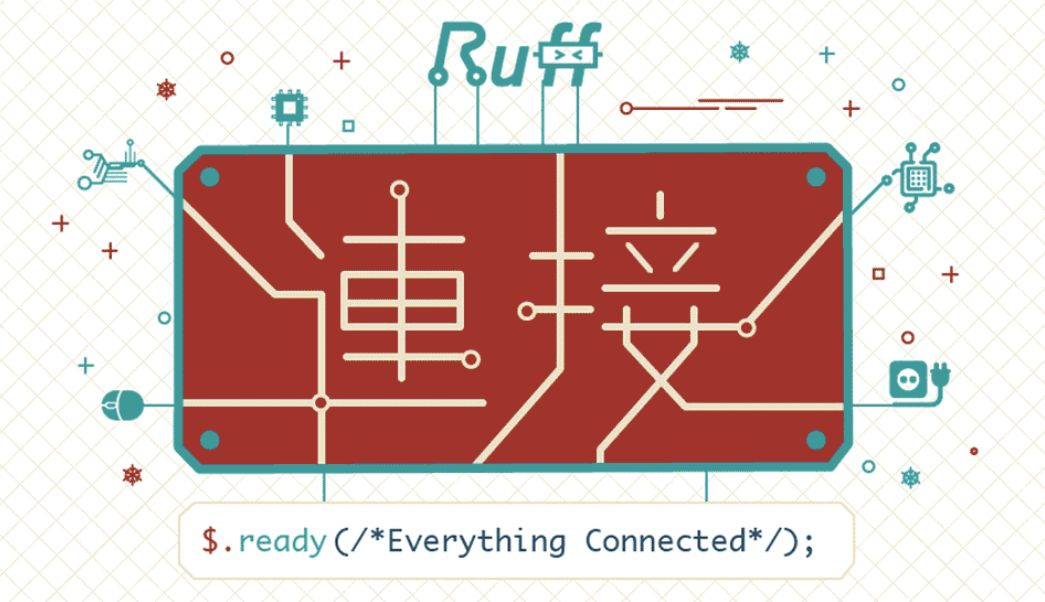 Ruff
連接
$.ready(/*Everything Connected*/);